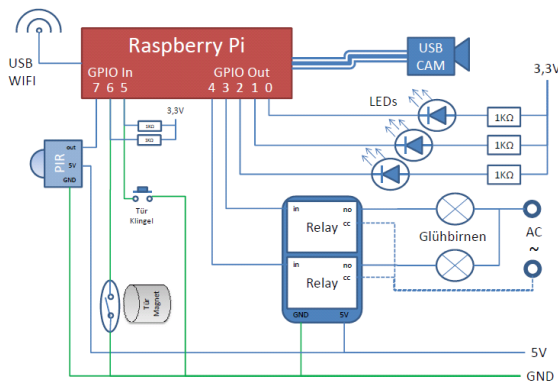 Raspberry Pi
USB
WIFI
GPIO In
7 6 5
GPIO Out
4 3 2 1 0
USB
CAM
3,3V
LEDs
1KΩ
1KΩ
1KΩ
3,3V
1KΩ
1KΩ
PIR
out
5V
GND
Tür
Klingel
Tür
Magnet
in
no
cc
Relay
in
no
cc
Relay
GND
5V
Glühbirnen
AC
~
5V
GND